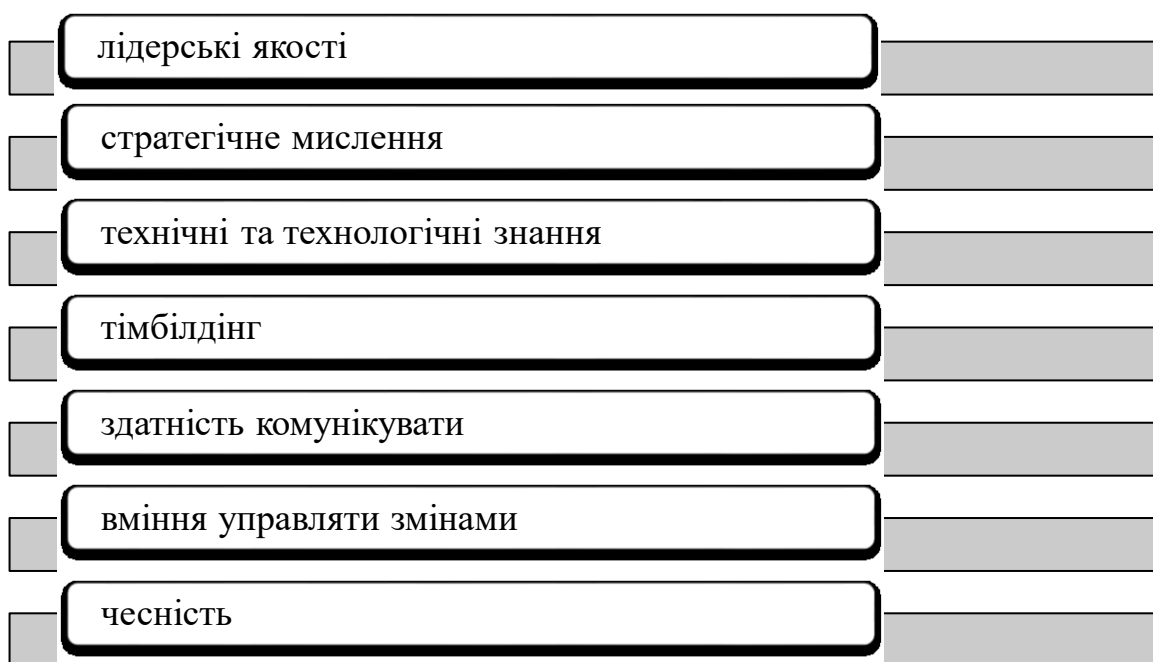 лідерські якості
стратегічне мислення
технічні та технологічні знання
тімбілдінг
здатність комунікувати
вміння управляти змінами
чесність